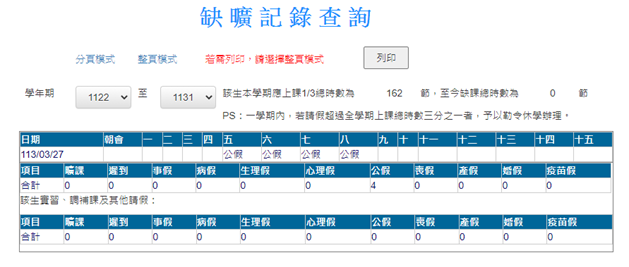 缺曠記錄查詢
分頁模式 整頁模式 若需列印，請選擇整頁模式 列印
學年期 1122 至 1131 該生本學期應上課1/3總時數為 162 節，至今缺課總時數為 0 節
PS：一學期內，若請假超過全學期上課總時數三分之一者，予以勒令休學辦理。
日期 朝會 一 二 三 四 五 六 七 八 九 十 十一 十二 十三 十四 十五
113/03/27 公假 公假 公假 公假
項目 曠課 遲到 事假 病假 生理假 心理假 公假 喪假 產假 婚假 疫苗假
合計 0 0 0 0 0 0 4 0 0 0 0
該生實習、調補課及其他請假：
項目 曠課 遲到 事假 病假 生理假 心理假 公假 喪假 產假 婚假 疫苗假
合計 0 0 0 0 0 0 0 0 0 0 0